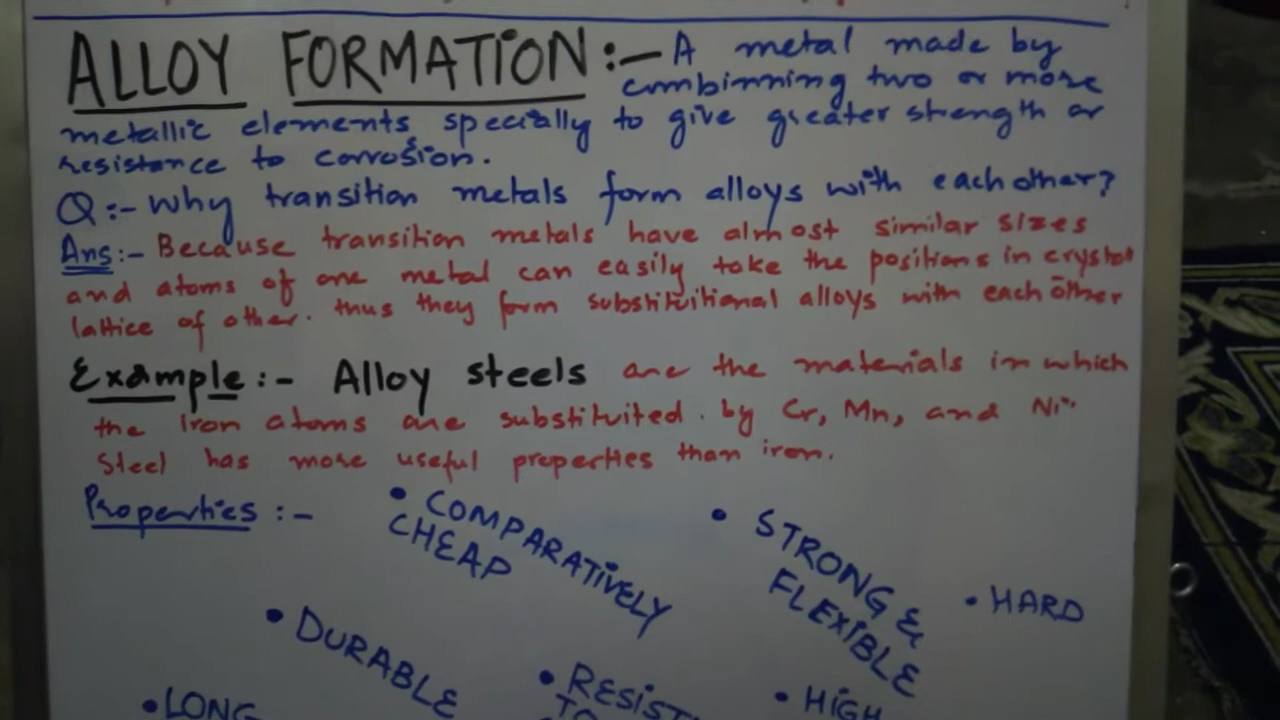 ALLOY FORMATION :- A metal made by
combinning two or more
metallic elements specially to give greater strength or
resistance to corrosion.
Q :- Why transition metals form alloys with each other?
Ans :- Because transition metals have almost similar sizes
and atoms of one metal can easily take the positions in crystal
lattice of other. thus they form substituitional alloys with each other
Example :- Alloy steels are the materials in which
the Iron atoms are substituited. by Cr, Mn, and Ni.
Steel has more useful properties than iron.
Properties :-
• COMPARATIVELY
CHEAP
• STRONG &
FLEXIBLE
• HARD
• DURABLE
• RESIST
TO
• HIGH
• LONG